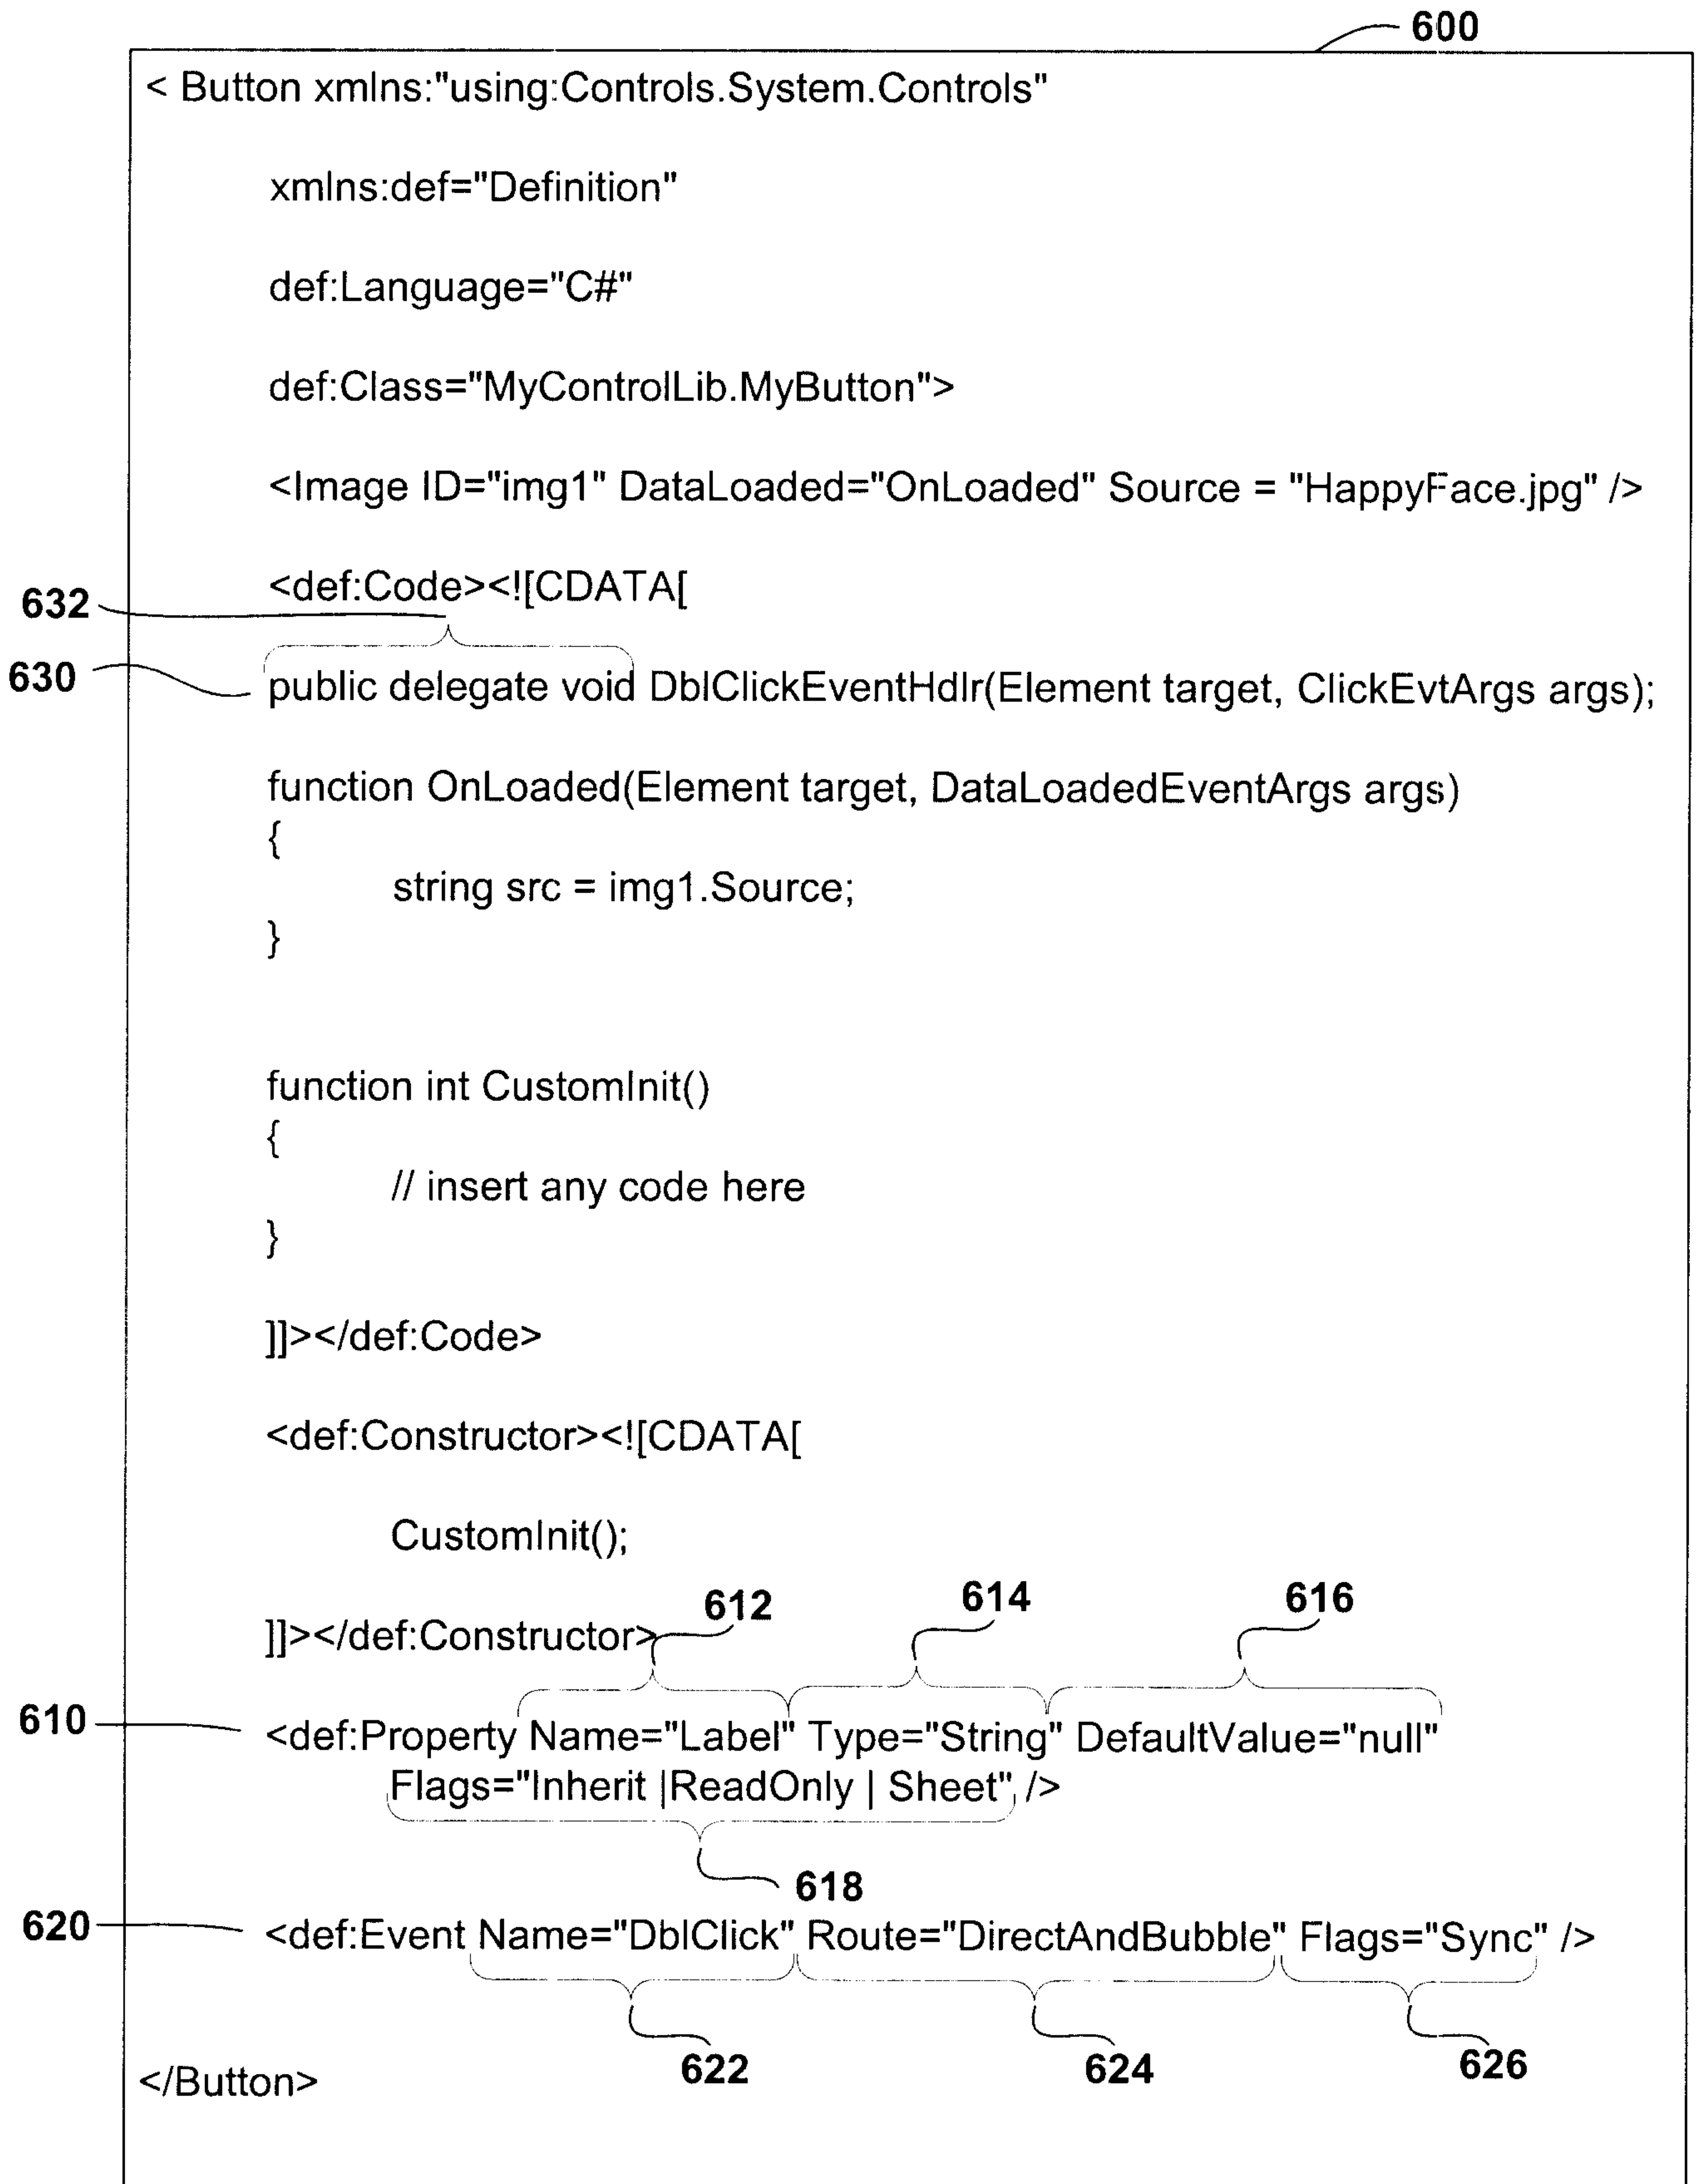 600
< Button xmlns:"using:Controls.System.Controls"
xmlns:def="Definition"
def:Language="C#"
def:Class="MyControlLib.MyButton">
<Image ID="img1" DataLoaded="OnLoaded" Source = "HappyFace.jpg" />
<def:Code><![CDATA[
632
630
public delegate void DblClickEventHdlr(Element target, ClickEvtArgs args);
function OnLoaded(Element target, DataLoadedEventArgs args)
{
string src = img1.Source;
}
function int CustomInit()
{
// insert any code here
}
]]></def:Code>
<def:Constructor><![CDATA[
CustomInit();
612 614 616
]]></def:Constructor>
610
<def:Property Name="Label" Type="String" DefaultValue="null"
Flags="Inherit |ReadOnly | Sheet" />
618
620
<def:Event Name="DblClick" Route="DirectAndBubble" Flags="Sync" />
622 624 626
</Button>